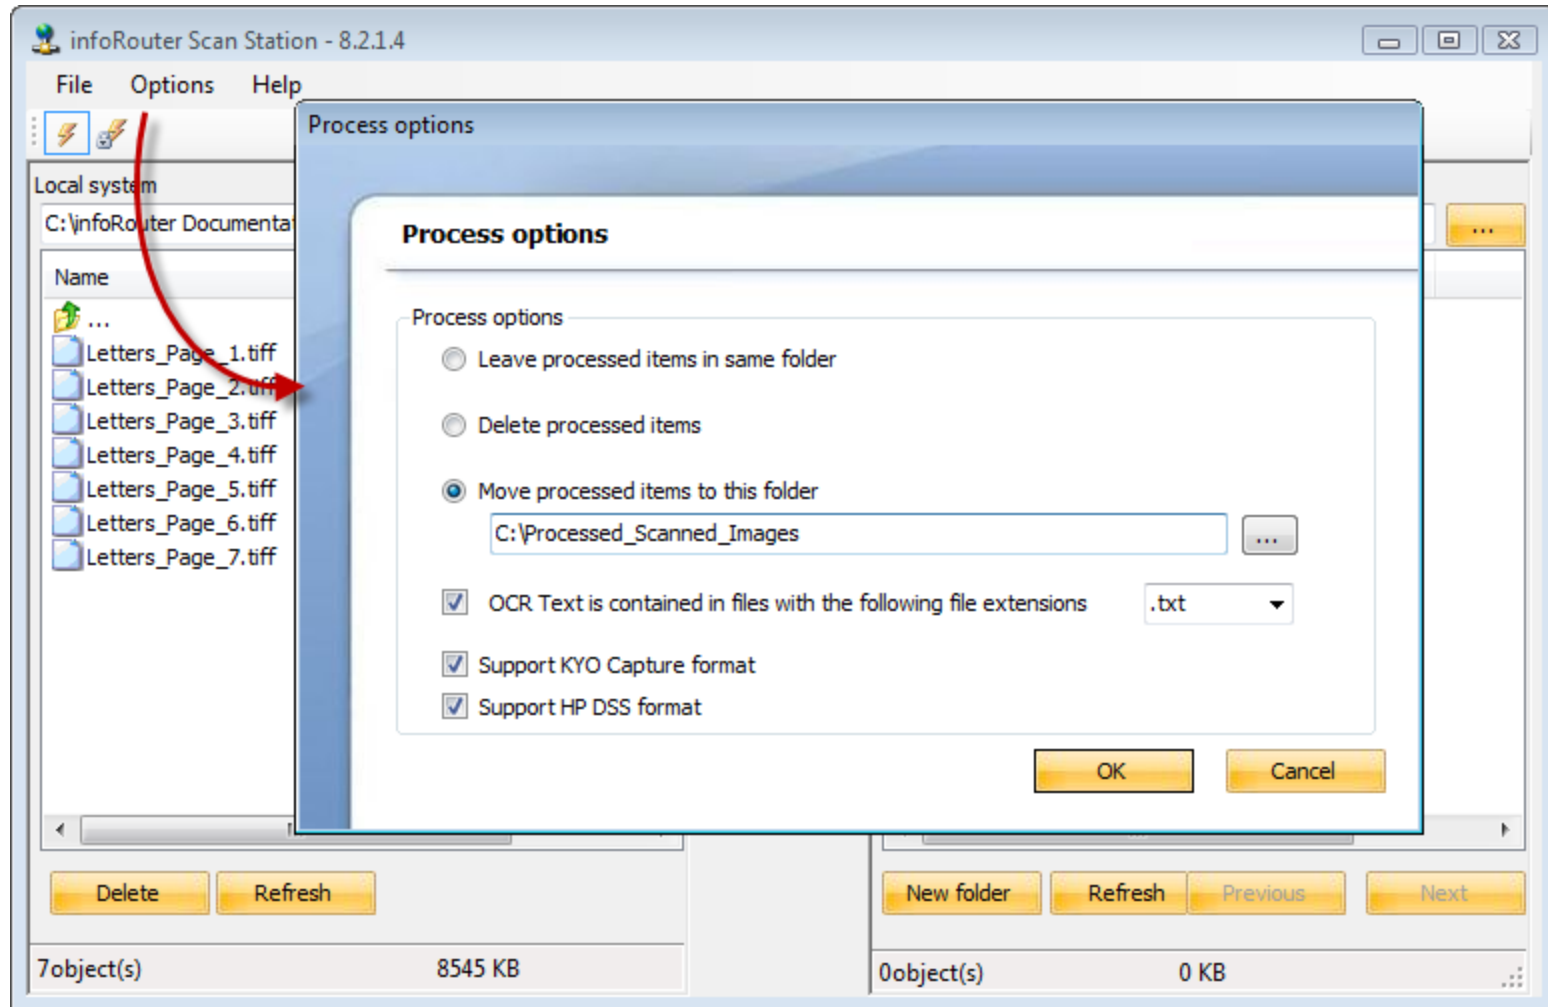 infoRouter Scan Station - 8.2.1.4
File Options Help
Process options
Local system
C:\infoRouter Documentat
...
Name
...
Letters_Page_1.tiff
Letters_Page_2.tiff
Letters_Page_3.tiff
Letters_Page_4.tiff
Letters_Page_5.tiff
Letters_Page_6.tiff
Letters_Page_7.tiff
Process options
Process options
Leave processed items in same folder
Delete processed items
Move processed items to this folder
C:\Processed_Scanned_Images
...
OCR Text is contained in files with the following file extensions .txt
Support KYO Capture format
Support HP DSS format
OK Cancel
Delete Refresh
New folder Refresh Previous Next
7object(s) 8545 KB
0object(s) 0 KB